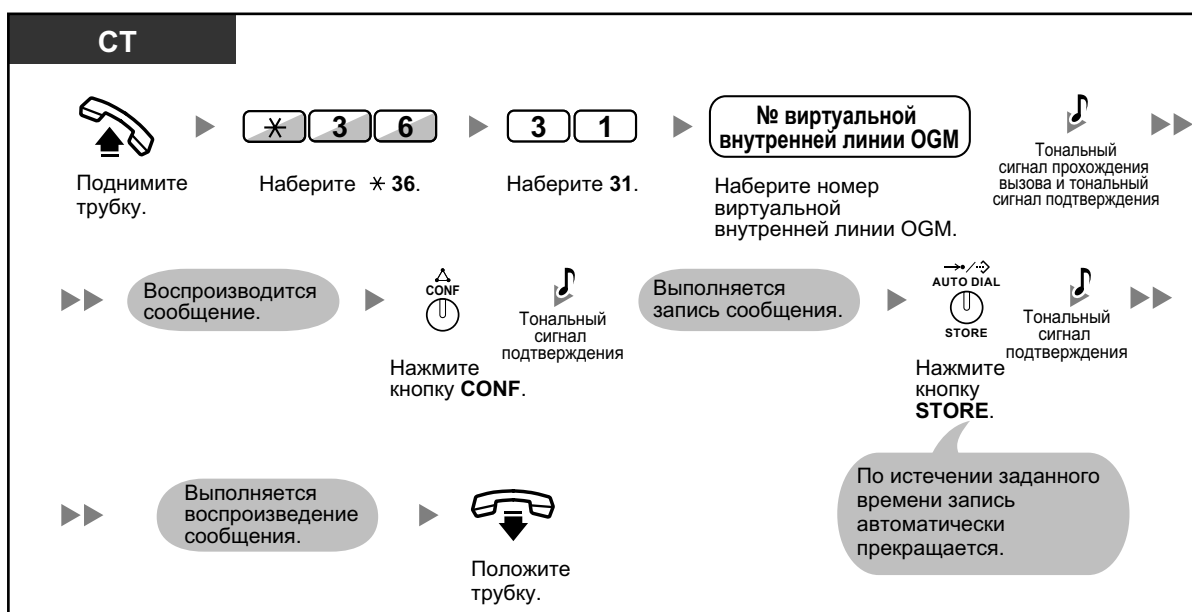 СТ
✳ 3 6
3 1
№ виртуальной
внутренней линии OGM
Поднимите
трубку.
Наберите ✳ 36.
Наберите 31.
Наберите номер
виртуальной
внутренней линии OGM.
Тональный
сигнал прохождения
вызова и тональный
сигнал подтверждения
Воспроизводится
сообщение.
CONF
Нажмите
кнопку CONF.
Тональный
сигнал
подтверждения
Выполняется
запись сообщения.
AUTO DIAL
STORE
Нажмите
кнопку
STORE.
Тональный
сигнал
подтверждения
По истечении заданного
времени запись
автоматически
прекращается.
Выполняется
воспроизведение
сообщения.
Положите
трубку.